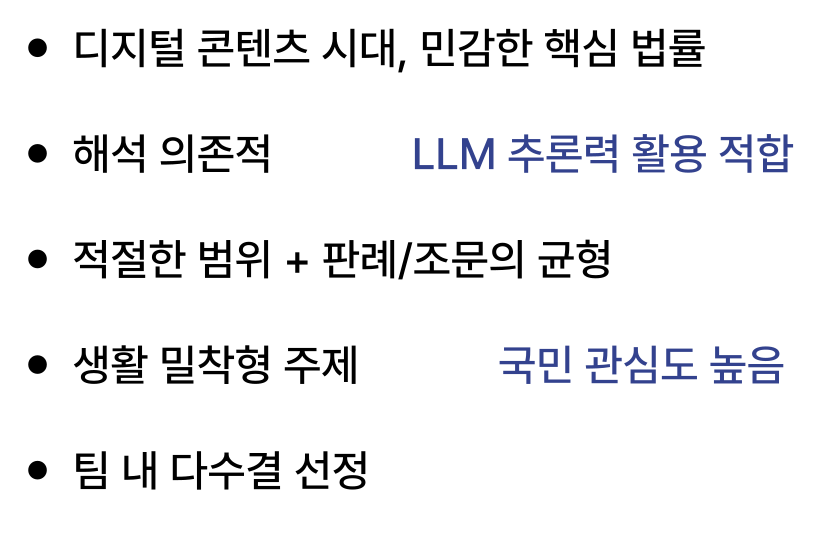 ● 디지털 콘텐츠 시대, 민감한 핵심 법률
● 해석 의존적 LLM 추론력 활용 적합
● 적절한 범위 + 판례/조문의 균형
● 생활 밀착형 주제 국민 관심도 높음
● 팀 내 다수결 선정